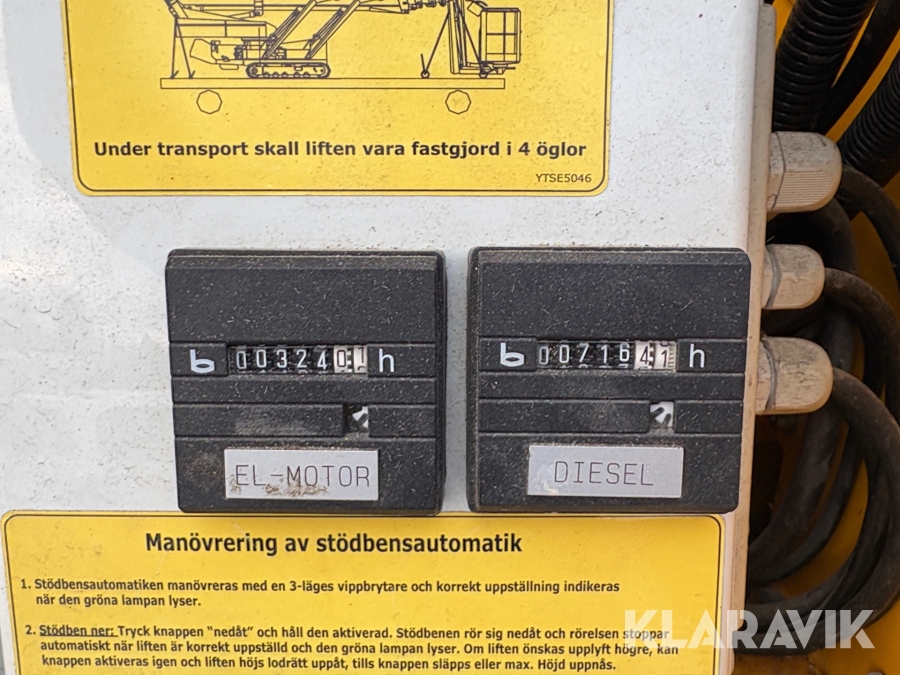 Under transport skall liften vara fastgjord i 4 öglor
YTSE5046
00324 01 h
00716 41 h
EL-MOTOR
DIESEL
Manövrering av stödbensautomatik
1. Stödbensautomatiken manövreras med en 3-läges vippbrytare och korrekt uppställning indikeras
när den gröna lampan lyser.
2. Stödben ner: Tryck knappen "nedåt" och håll den aktiverad. Stödbenen rör sig nedåt och rörelsen stoppar
automatiskt när liften är korrekt uppställd och den gröna lampan lyser. Om liften önskas upplyft högre, kan
knappen aktiveras igen och liften höjs lodrätt uppåt, tills knappen släpps eller max. Höjd uppnås.
KLARAVIK